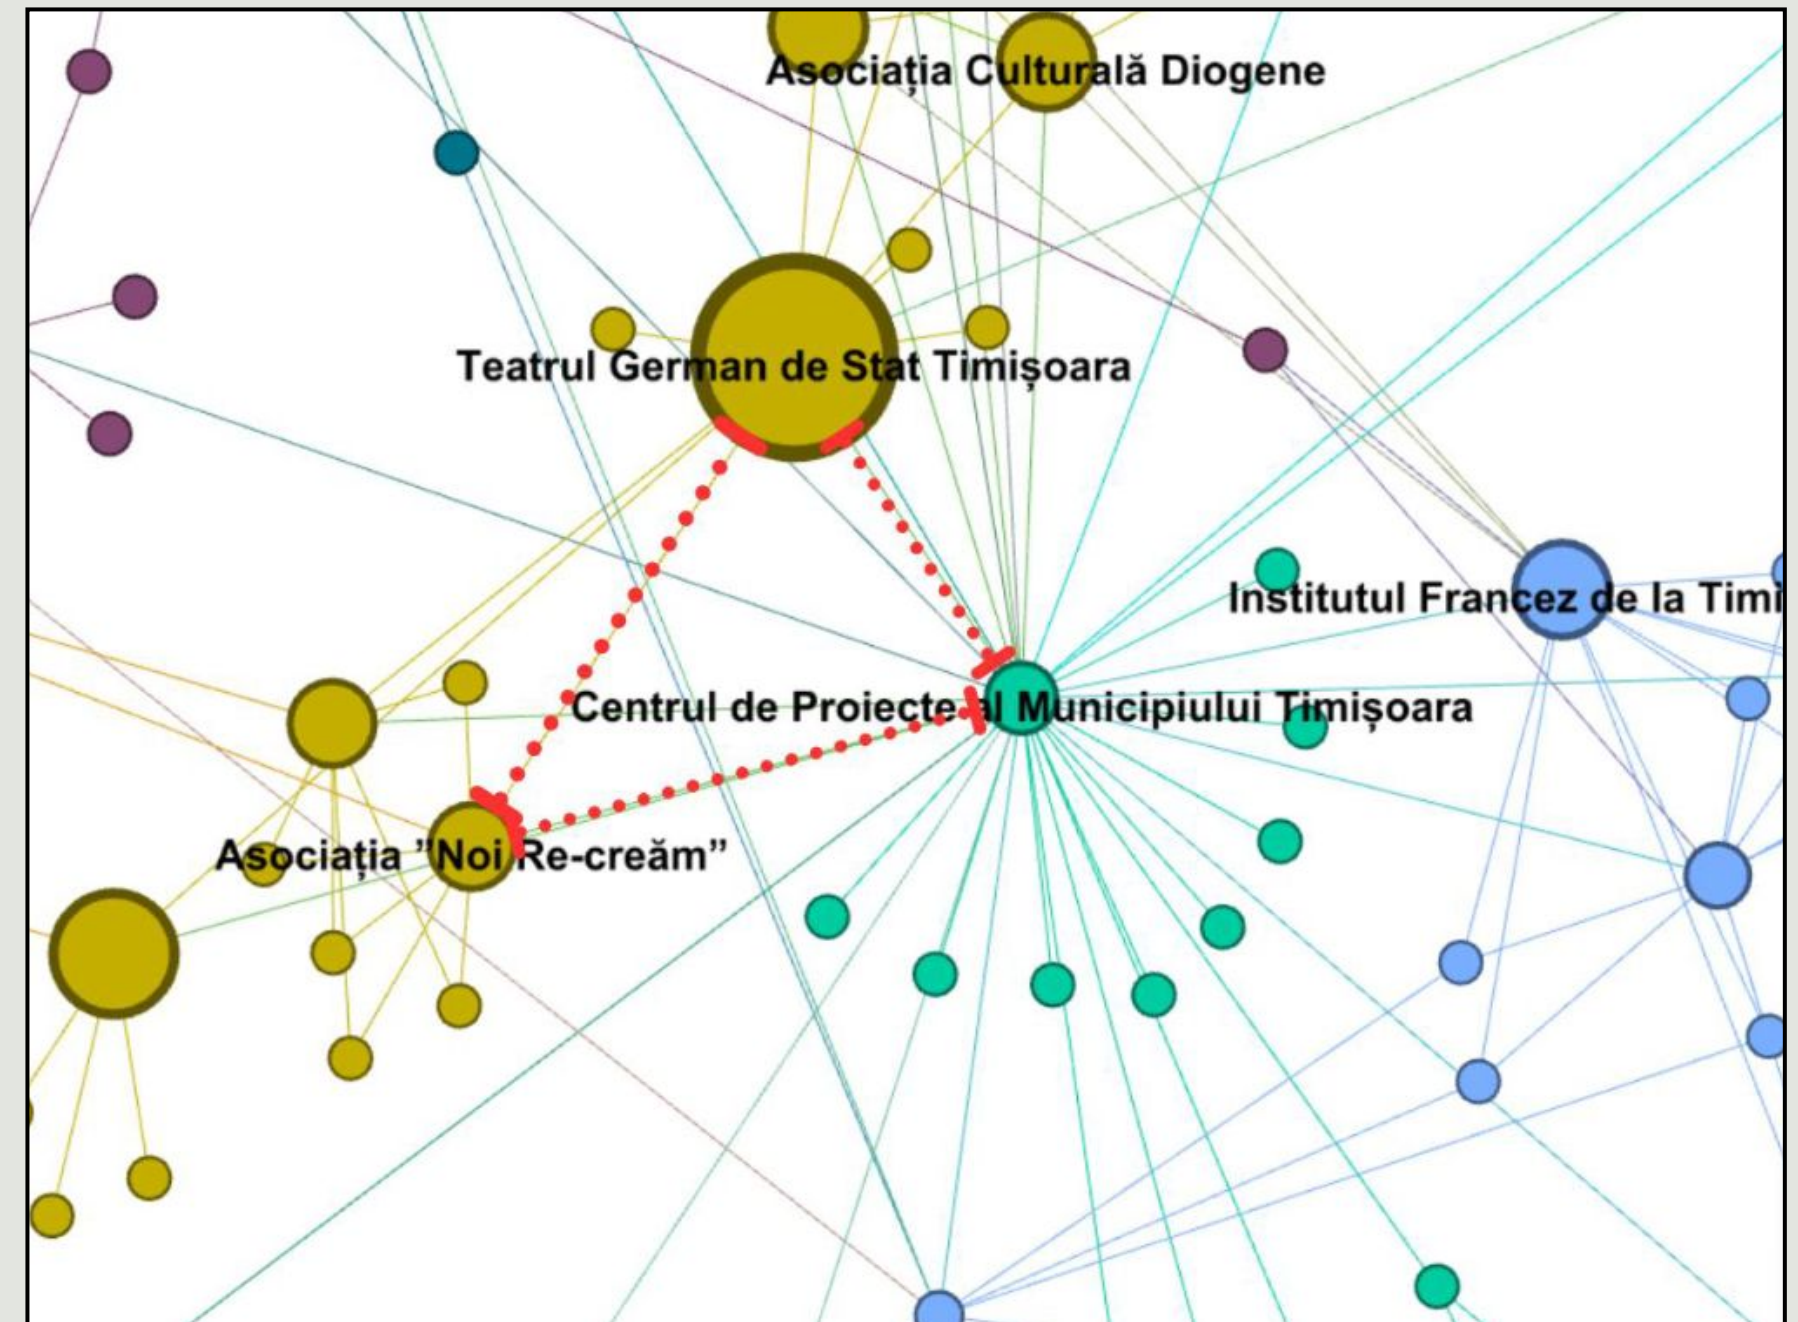 Asociația Culturală Diogene
Teatrul German de Stat Timișoara
Institutul Francez de la
Centrul de Proiecte al Municipiului Timișoara
Asociația ”Noi Re-creăm”